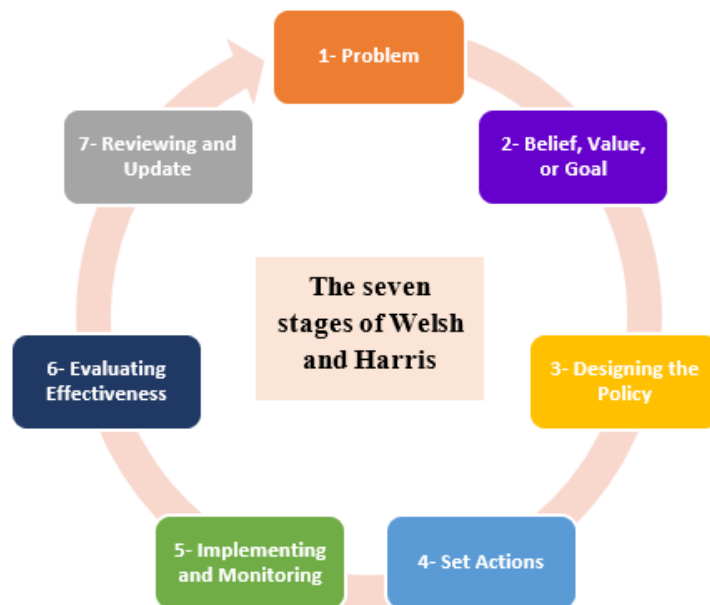 1- Problem
2- Belief, Value,
or Goal
3- Designing the
Policy
4- Set Actions
5- Implementing
and Monitoring
6- Evaluating
Effectiveness
7- Reviewing and
Update
The seven
stages of Welsh
and Harris